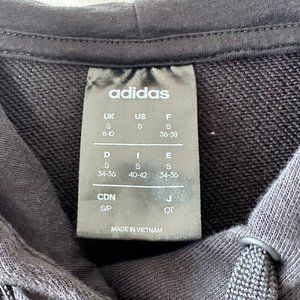 adidas
UK US F
S S S
8-10 36-38
D I E
S S S
34-36 40-42 34-36
CDN J
S/P OT
MADE IN VIETNAM